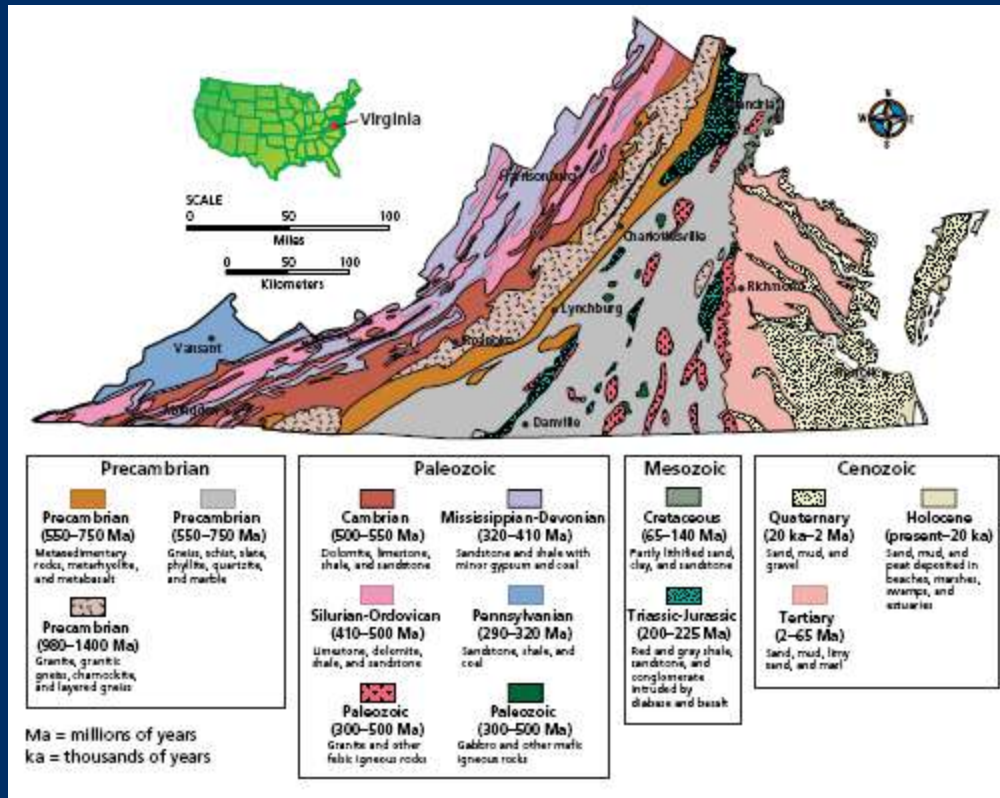 Virginia
SCALE
0 50 100
Miles
0 50 100
Kilometers
N
W E
S
Harrisonburg
Charlottesville
Richmond
Lynchburg
Roanoke
Vansant
Abingdon
Danville
Norfolk
Precambrian
Precambrian
(550–750 Ma)
Metasedimentary
rocks, metarhyolite,
and metabasalt
Precambrian
(550–750 Ma)
Gneiss, schist, slate,
phyllite, quartzite,
and marble
Precambrian
(980–1400 Ma)
Granite, granitic
gneiss, charnockite,
and layered gneiss
Paleozoic
Cambrian
(500–550 Ma)
Dolomite, limestone,
shale, and sandstone
Mississippian-Devonian
(320–410 Ma)
Sandstone and shale with
minor gypsum and coal
Silurian-Ordovican
(410–500 Ma)
Limestone, dolomite,
shale, and sandstone
Pennsylvanian
(290–320 Ma)
Sandstone, shale, and
coal
Paleozoic
(300–500 Ma)
Granite and other
felsic igneous rocks
Paleozoic
(300–500 Ma)
Gabbro and other mafic
igneous rocks
Mesozoic
Cretaceous
(65–140 Ma)
Partly lithified sand,
clay, and sandstone
Triassic-Jurassic
(200–225 Ma)
Red and gray shale,
sandstone, and
conglomerate
intruded by
diabase and basalt
Cenozoic
Quaternary
(20 ka–2 Ma)
Sand, mud, and
gravel
Holocene
(present–20 ka)
Sand, mud, and
peat deposited in
beaches, marshes,
swamps, and
estuaries
Tertiary
(2–65 Ma)
Sand, mud, limy
sand, and marl
Ma = millions of years
ka = thousands of years